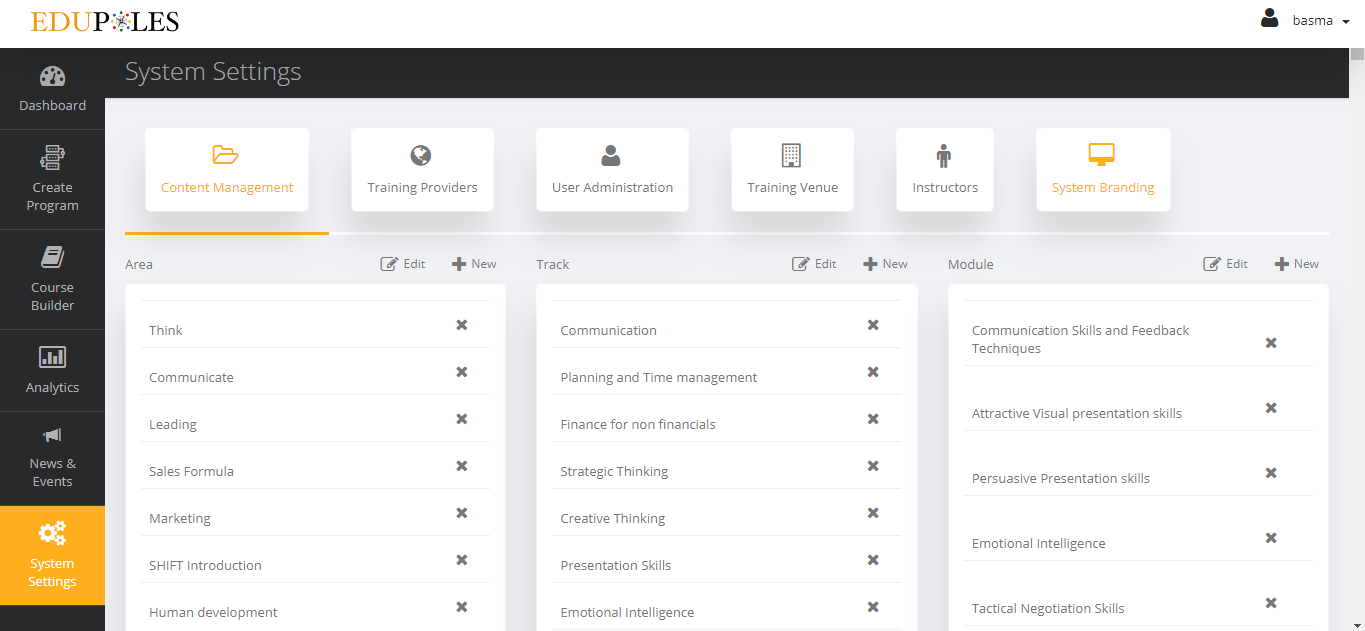 EDUPOLES
basma
System Settings
Dashboard
Create
Program
Course
Builder
Analytics
News &
Events
System
Settings
Content Management
Training Providers
User Administration
Training Venue
Instructors
System Branding
Area
Edit
New
Think
Communicate
Leading
Sales Formula
Marketing
SHIFT Introduction
Human development
Track
Edit
New
Communication
Planning and Time management
Finance for non financials
Strategic Thinking
Creative Thinking
Presentation Skills
Emotional Intelligence
Module
Edit
New
Communication Skills and Feedback
Techniques
Attractive Visual presentation skills
Persuasive Presentation skills
Emotional Intelligence
Tactical Negotiation Skills